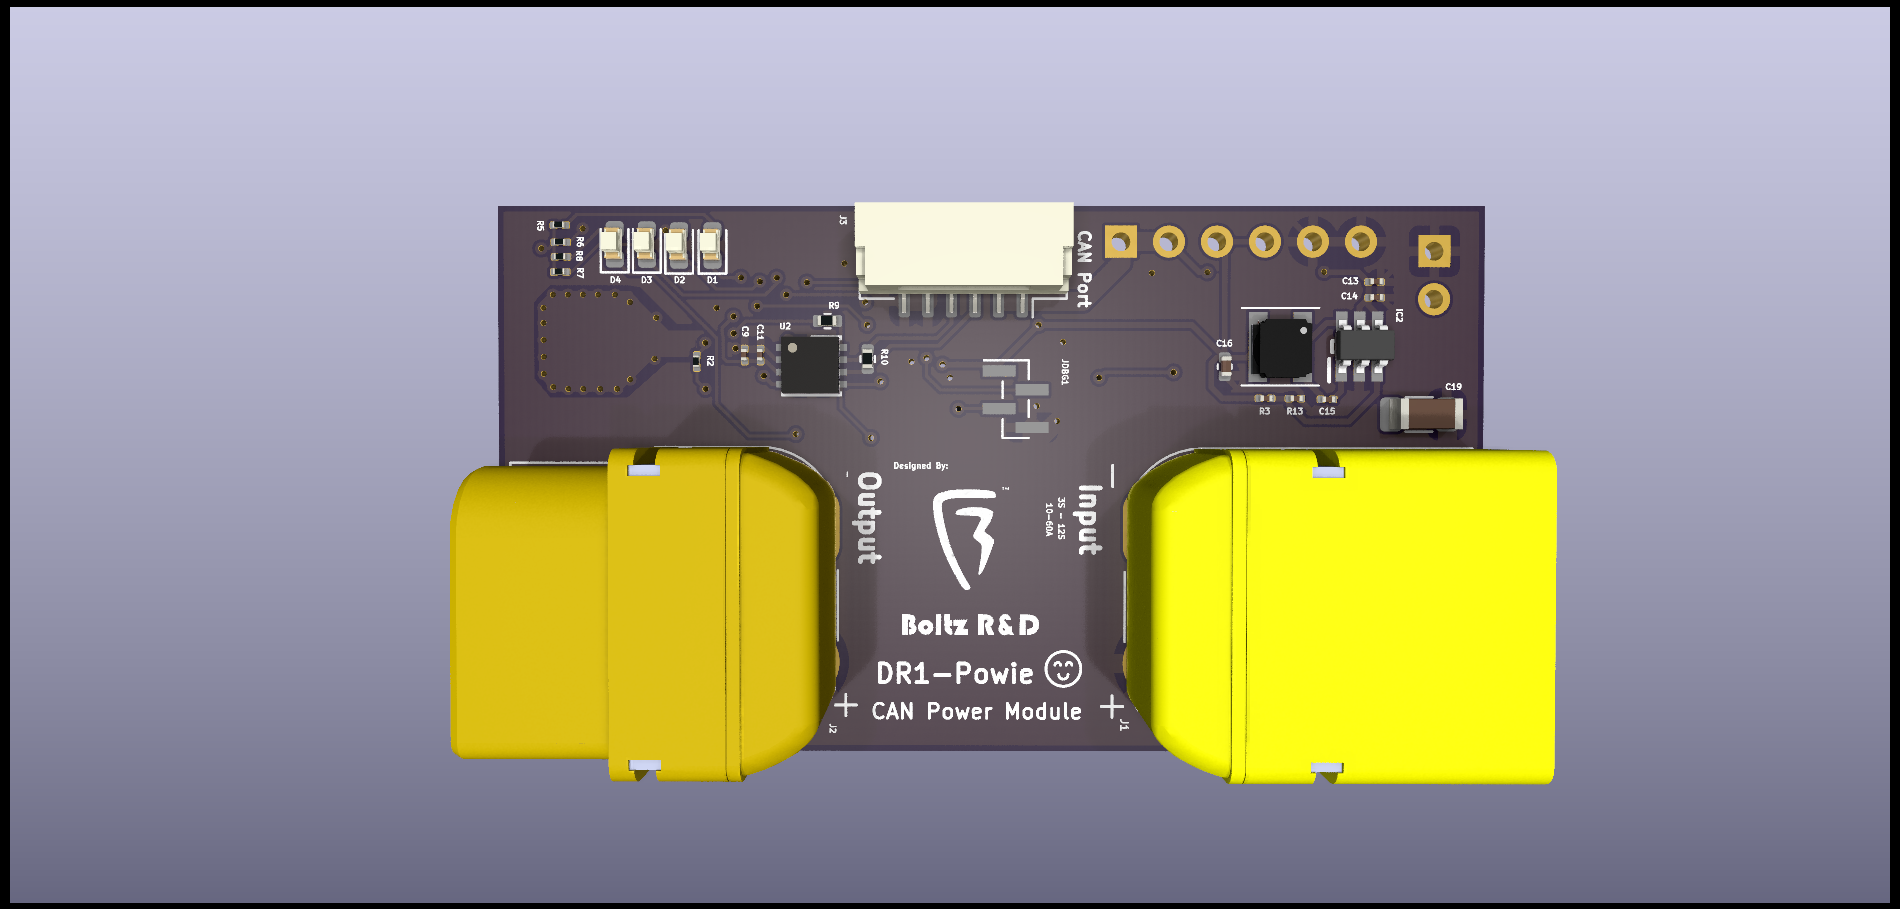 R5
R6
R8
R7
D4
D3
D2
D1
J3
CAN Port
C13
C14
IC2
R9
U2
C9
C11
R10
R2
JDBG1
C16
R3
R13
C15
C19
Designed By:
™
Output
−
Input
3S - 12S
10-60A
−
Boltz R&D
DR1-Powie
CAN Power Module
+
+
J2
J1